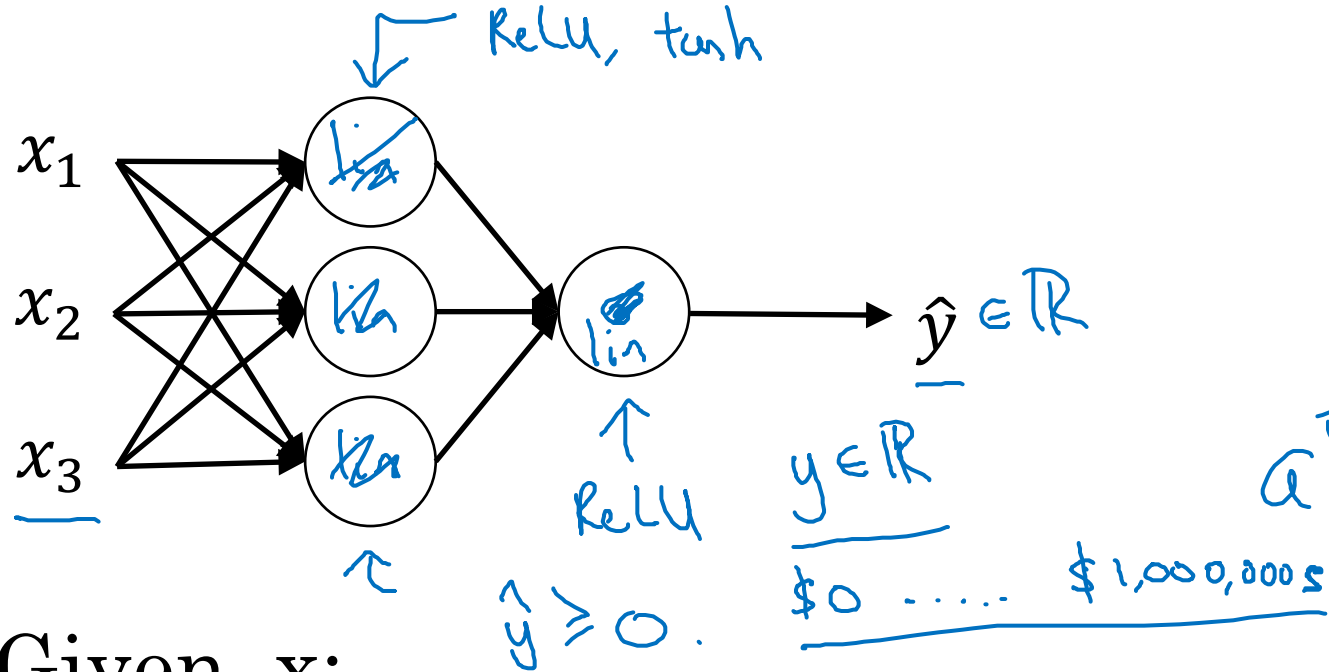 ReLU, tanh
x₁
x₂
x₃
lin
ŷ ∈ ℝ
ReLU
y ∈ ℝ
a
$0 ..... $1,000,000s
ŷ ≥ 0.
Given x: